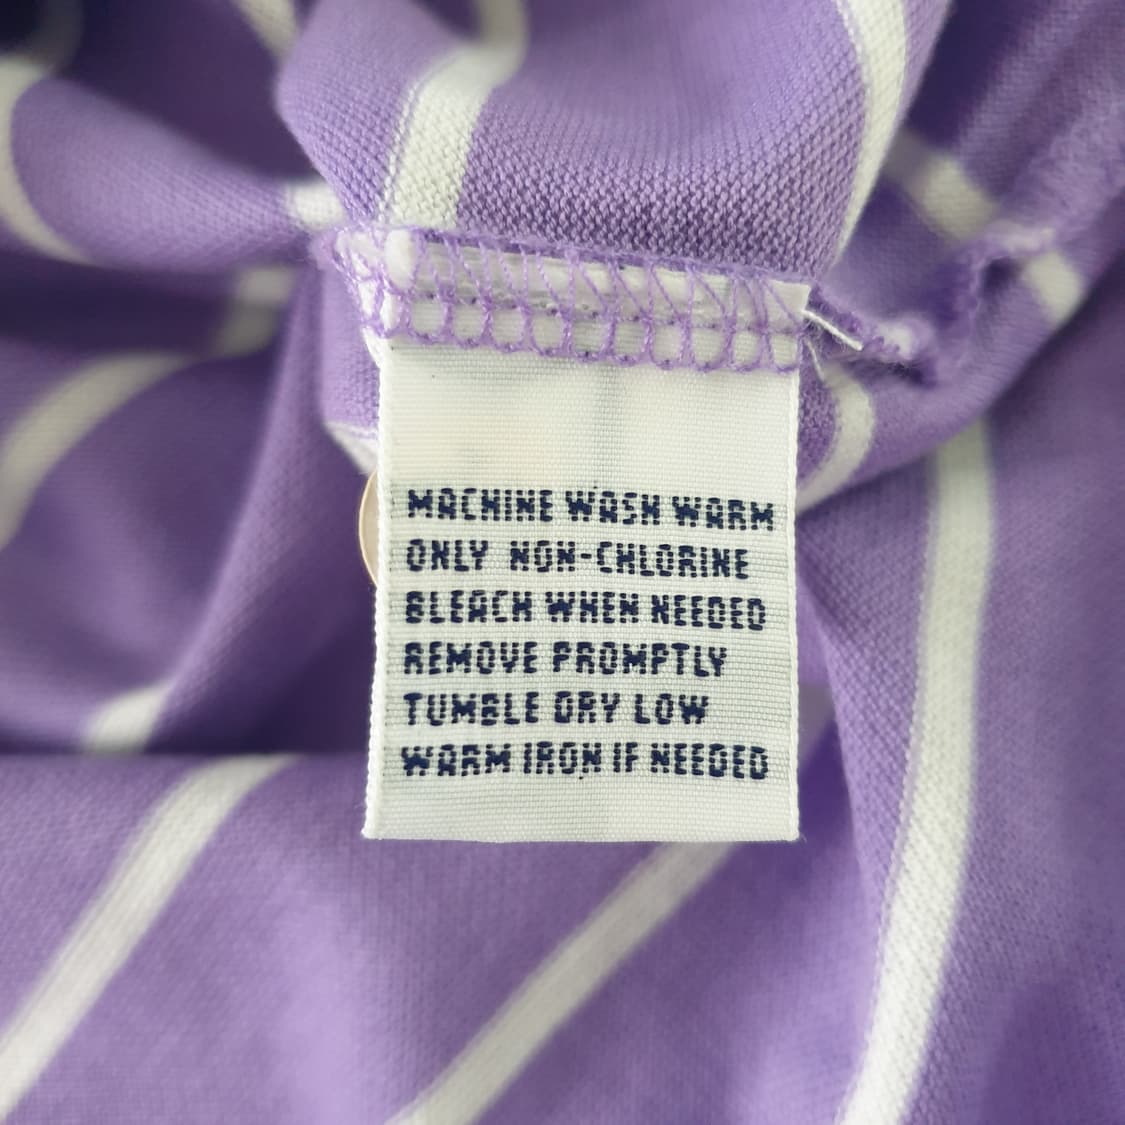 MACHINE WASH WARM
ONLY NON-CHLORINE
BLEACH WHEN NEEDED
REMOVE PROMPTLY
TUMBLE DRY LOW
WARM IRON IF NEEDED